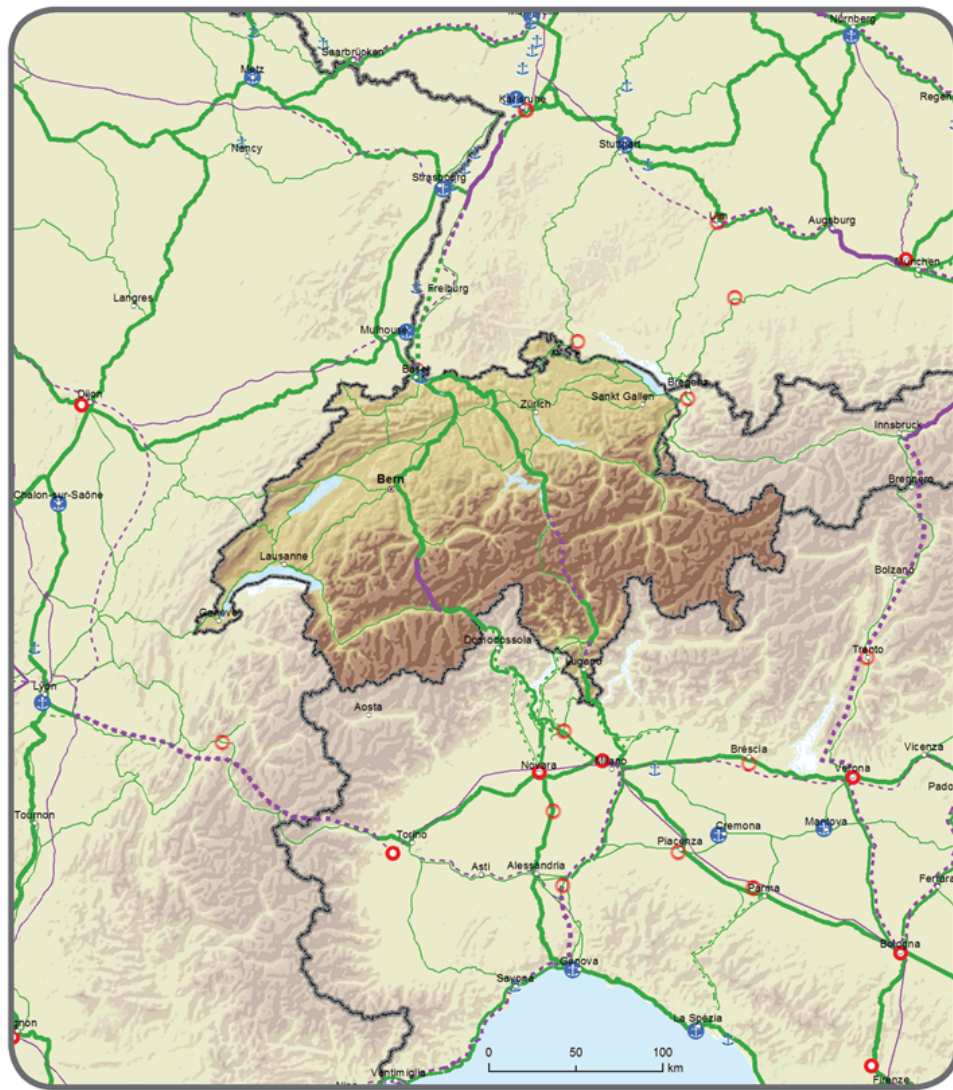 Nürnberg
Saarbrücken
Metz
Karlsruhe
Regen
Stuttgart
Nancy
Strasbourg
Ulm
Augsburg
München
Freiburg
Langres
Mulhouse
Basel
Bregenz
Dijon
Sankt Gallen
Zürich
Innsbruck
Bern
Brennero
Chalon-sur-Saône
Lausanne
Bolzano
Genève
Domodossola
Trento
Lugano
Lyon
Aosta
Brescia
Vicenza
Novara
Milano
Verona
Pado
Tournon
Torino
Cremona
Mantova
Piacenza
Asti
Alessandria
Parma
Ferrara
Bologna
Genova
Savona
La Spezia
gnon
0 50 100
km
Ventimiglia
Firenze